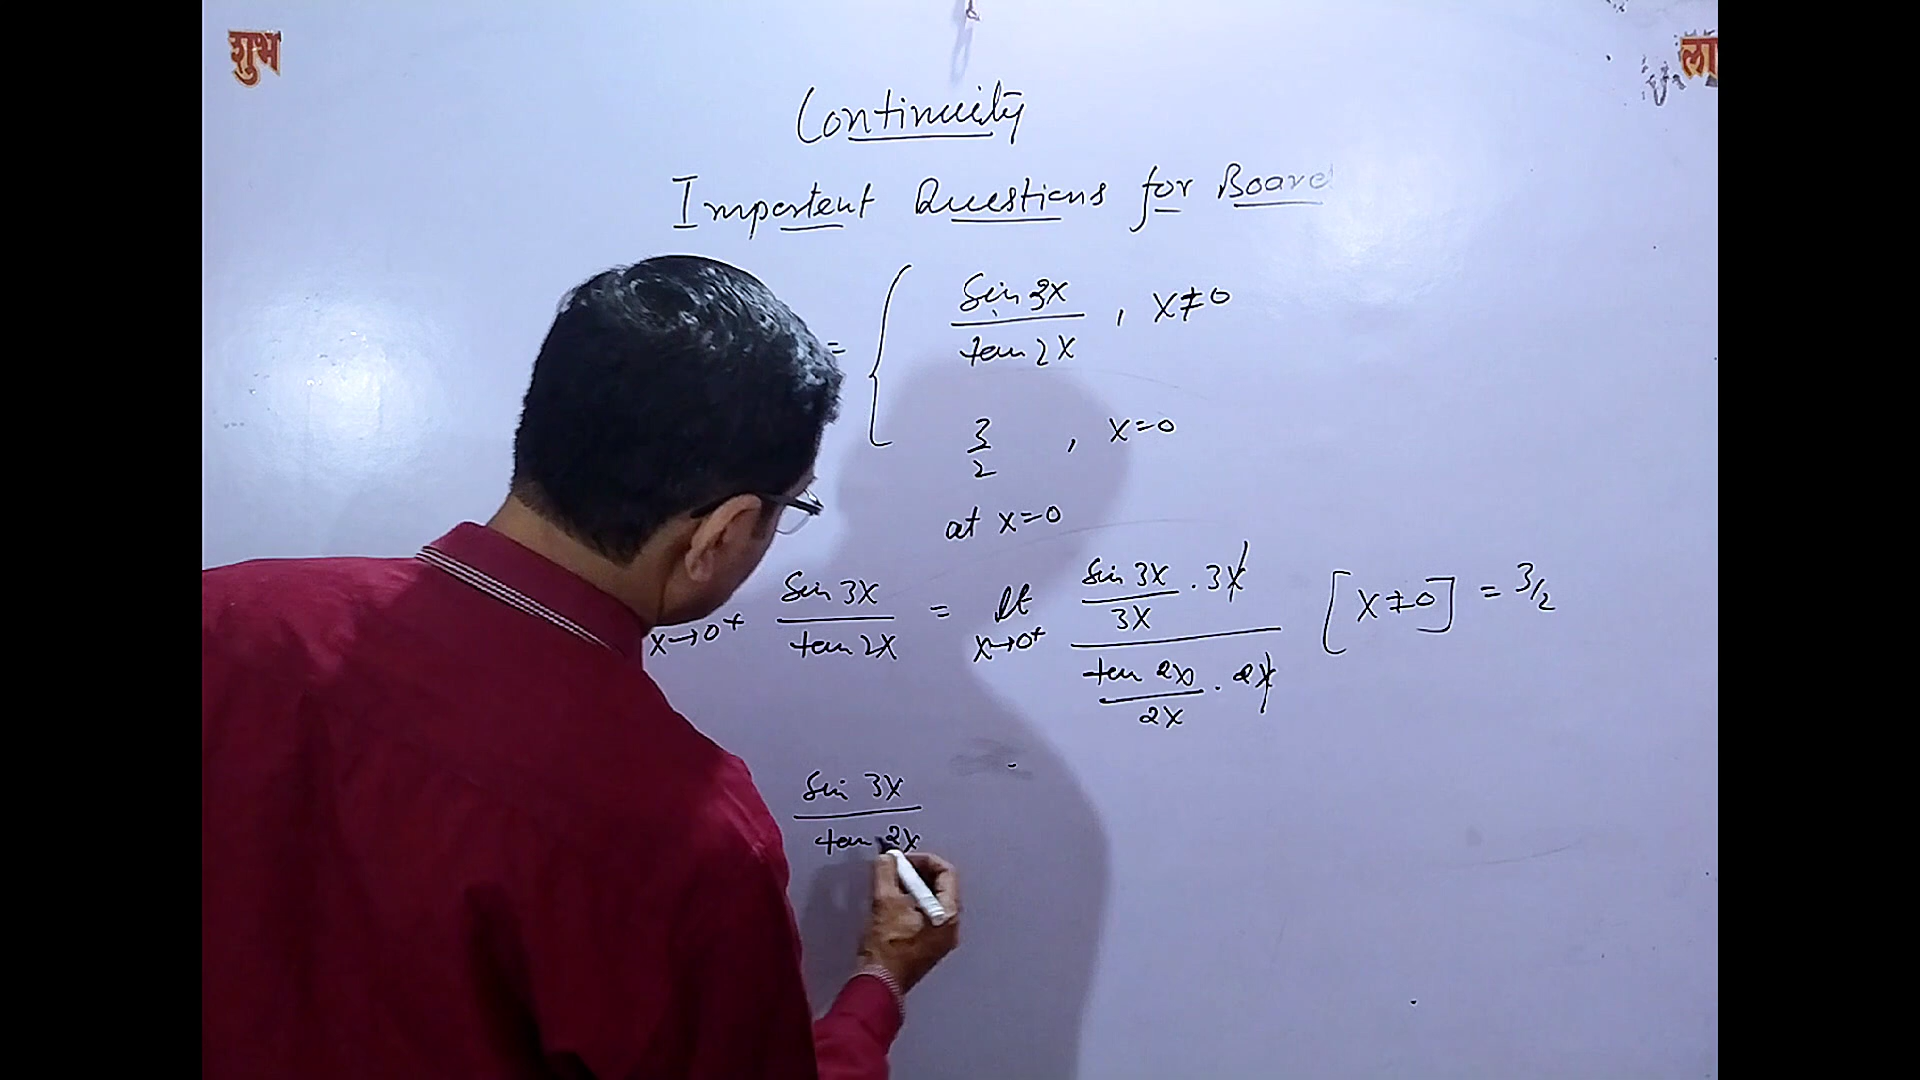 शुभ
ला
Continuity
Importent Questions for Board
= { sin 3x / tan 2x , x≠0
3/2 , x=0
at x=0
x→0⁺ sin 3x / tan 2x = lt x→0⁺ (sin 3x / 3x . 3x) / (tan 2x / 2x . 2x) [x≠0] = 3/2
sin 3x / tan 2x